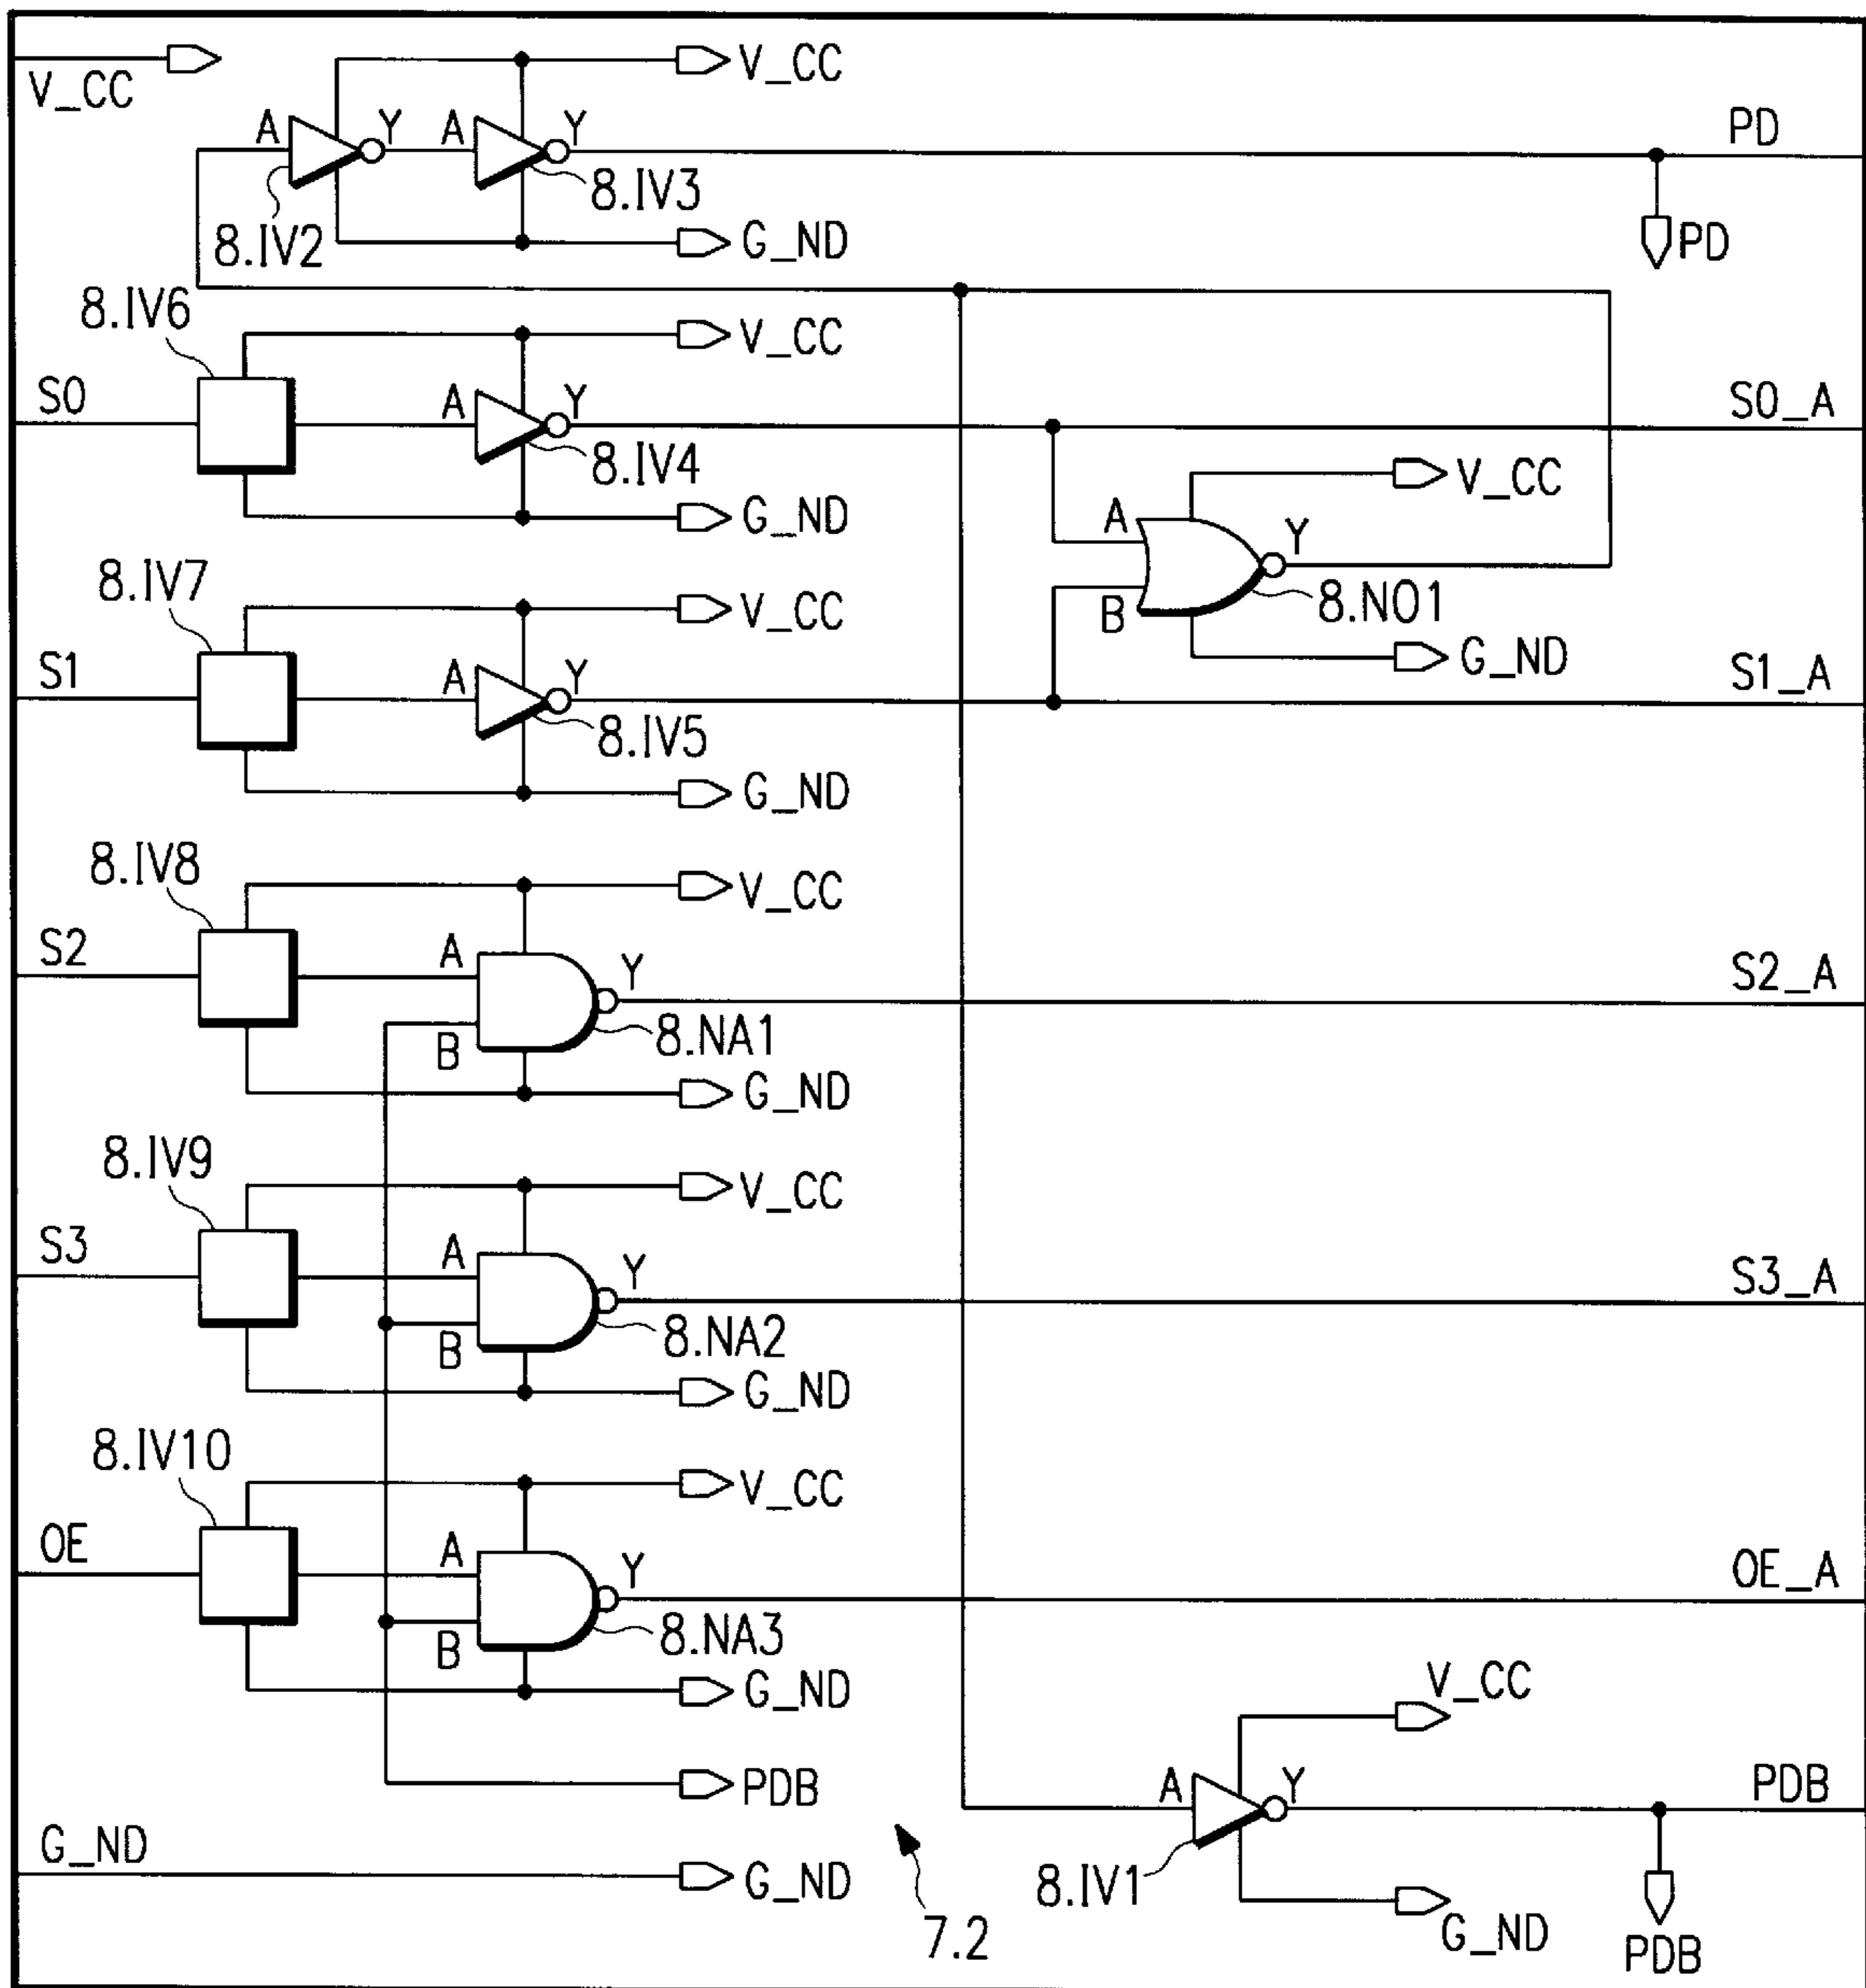 V_CC
V_CC
A Y A Y
PD
8.IV2
8.IV3
G_ND
PD
8.IV6
V_CC
S0
A Y
S0_A
8.IV4
V_CC
G_ND
A
Y
8.IV7
V_CC
B
8.NO1
G_ND
S1
A Y
S1_A
8.IV5
G_ND
8.IV8
V_CC
S2
A
Y
S2_A
8.NA1
B
G_ND
8.IV9
V_CC
S3
A
Y
S3_A
8.NA2
B
G_ND
8.IV10
V_CC
OE
A
Y
OE_A
8.NA3
B
G_ND
V_CC
PDB
A Y
PDB
G_ND
G_ND
8.IV1
7.2
G_ND
PDB